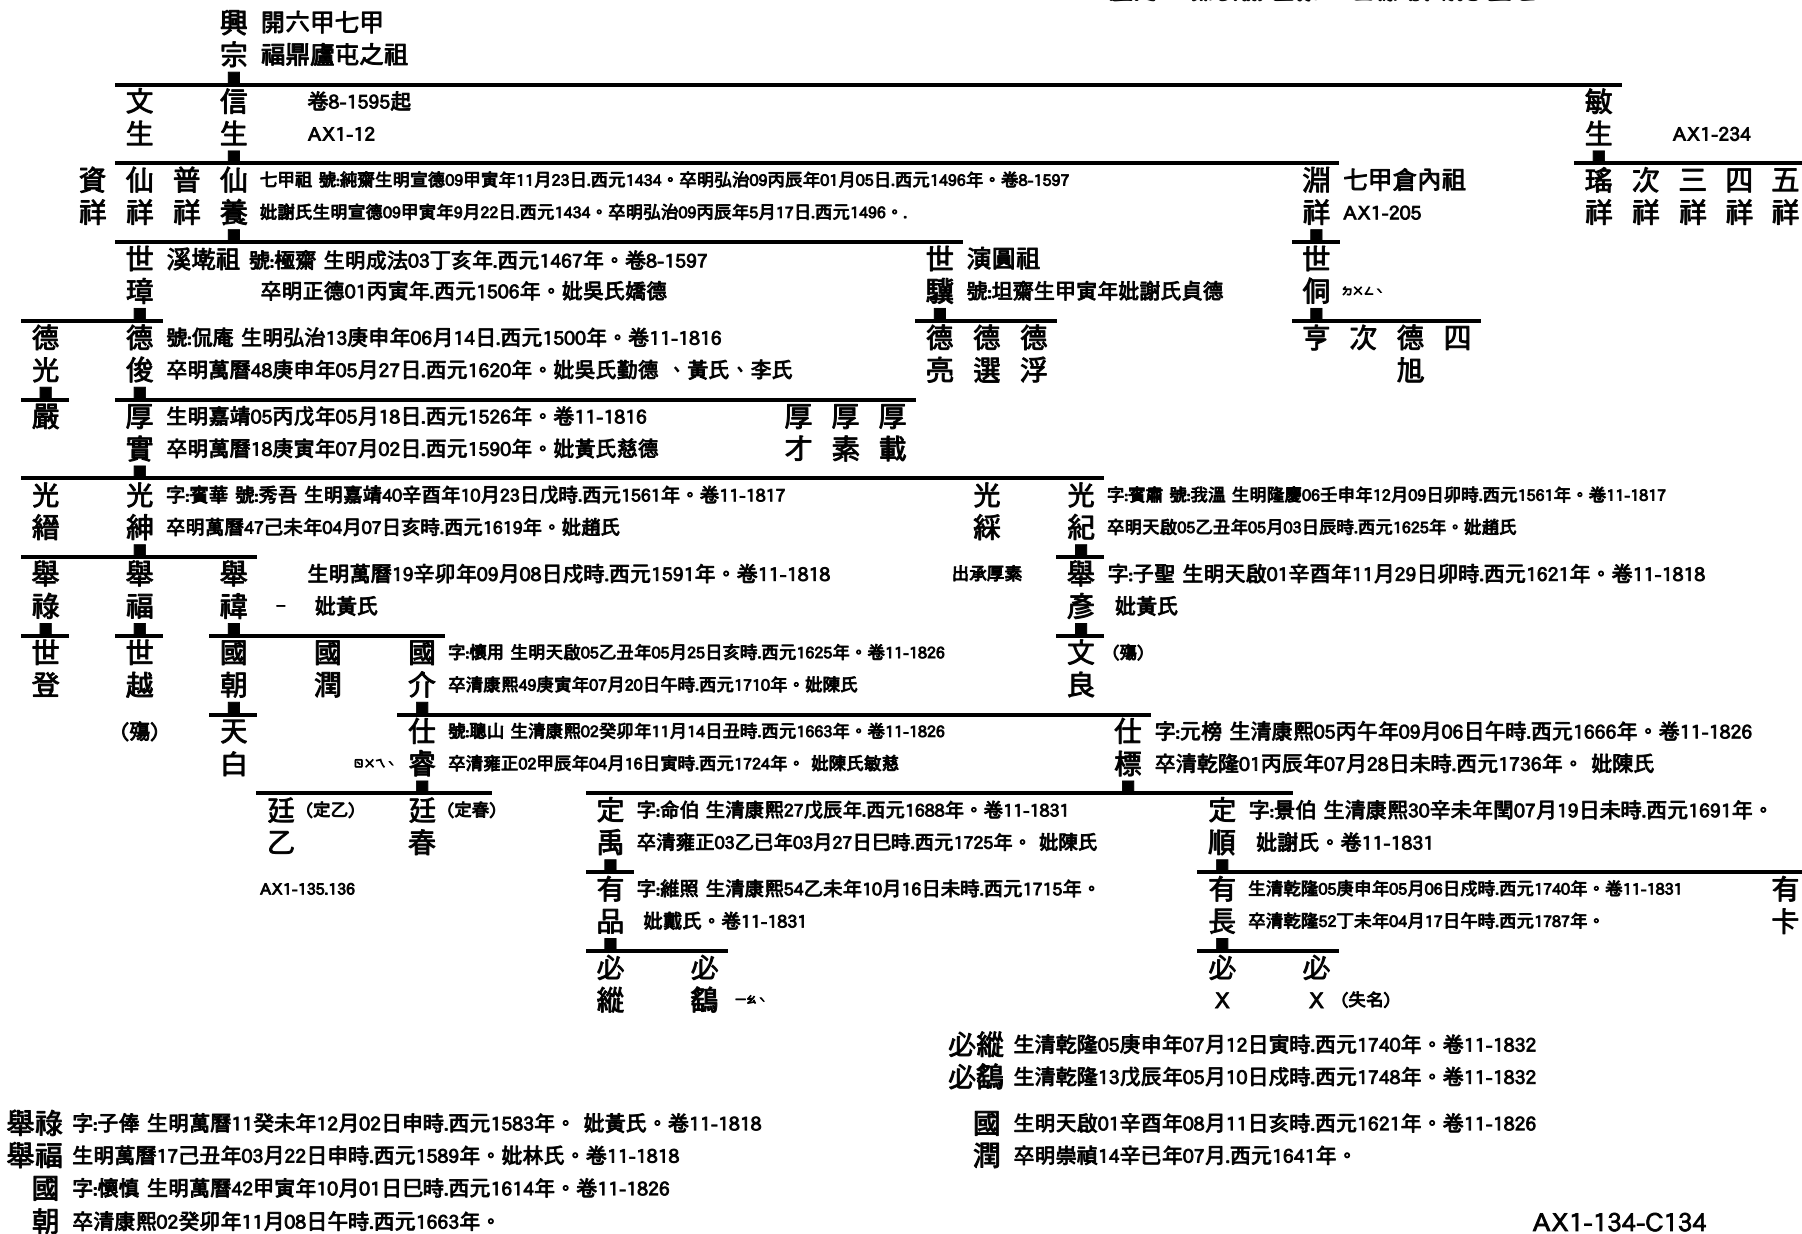 興宗 開六甲七甲
福鼎廬屯之祖
文生 信生 卷8-1595起 AX1-12 敏生 AX1-234
資祥 仙祥 普祥 仙養 七甲祖 號:純齋生明宣德09甲寅年11月23日.西元1434。卒明弘治09丙辰年01月05日.西元1496年。卷8-1597
妣謝氏生明宣德09甲寅年9月22日.西元1434。卒明弘治09丙辰年5月17日.西元1496。.
淵祥 七甲倉內祖 AX1-205
瑤祥 次祥 三祥 四祥 五祥
世璋 溪墘祖 號:極齋 生明成法03丁亥年.西元1467年。卷8-1597
卒明正德01丙寅年.西元1506年。妣吳氏嬌德
世驥 演圓祖
號:坦齋生甲寅年妣謝氏貞德
世侗 ㄉㄨㄥˋ
德光 德俊 號:侃庵 生明弘治13庚申年06月14日.西元1500年。卷11-1816
卒明萬曆48庚申年05月27日.西元1620年。妣吳氏勤德 、黃氏、李氏
德亮 德選 德浮 亨 次 德旭 四
嚴 厚實 生明嘉靖05丙戊年05月18日.西元1526年。卷11-1816
卒明萬曆18庚寅年07月02日.西元1590年。妣黃氏慈德
厚才 厚素 厚載
光縉 光紳 字:賓華 號:秀吾 生明嘉靖40辛酉年10月23日戊時.西元1561年。卷11-1817
卒明萬曆47己未年04月07日亥時.西元1619年。妣趙氏
光綵 光紀 字:賓肅 號:我溫 生明隆慶06壬申年12月09日卯時.西元1561年。卷11-1817
卒明天啟05乙丑年05月03日辰時.西元1625年。妣趙氏
舉祿 舉福 舉禕 生明萬曆19辛卯年09月08日戍時.西元1591年。卷11-1818
– 妣黃氏
出承厚素
舉彥 字:子聖 生明天啟01辛酉年11月29日卯時.西元1621年。卷11-1818
妣黃氏
世登 世越 國朝 國潤 國介 字:懷用 生明天啟05乙丑年05月25日亥時.西元1625年。卷11-1826
卒清康熙49庚寅年07月20日午時.西元1710年。妣陳氏
文良 (殤)
(殤) 天白 ㄖㄨㄟˋ 仕睿 號:聰山 生清康熙02癸卯年11月14日丑時.西元1663年。卷11-1826
卒清雍正02甲辰年04月16日寅時.西元1724年。 妣陳氏敏慈
仕標 字:元榜 生清康熙05丙午年09月06日午時.西元1666年。卷11-1826
卒清乾隆01丙辰年07月28日未時.西元1736年。 妣陳氏
廷乙 (定乙) 廷春 (定春)
定禹 字:命伯 生清康熙27戊辰年.西元1688年。卷11-1831
卒清雍正03乙已年03月27日巳時.西元1725年。 妣陳氏
定順 字:景伯 生清康熙30辛未年閏07月19日未時.西元1691年。
妣謝氏。卷11-1831
AX1-135.136
有品 字:維照 生清康熙54乙未年10月16日未時.西元1715年。
妣戴氏。卷11-1831
有長 生清乾隆05庚申年05月06日戍時.西元1740年。卷11-1831
卒清乾隆52丁未年04月17日午時.西元1787年。
有卡
必縱 必鷂 ㄧㄠˋ 必X 必X (失名)
必縱 生清乾隆05庚申年07月12日寅時.西元1740年。卷11-1832
必鷂 生清乾隆13戊辰年05月10日戍時.西元1748年。卷11-1832
舉祿 字:子俸 生明萬曆11癸未年12月02日申時.西元1583年。 妣黃氏。卷11-1818
舉福 生明萬曆17己丑年03月22日申時.西元1589年。妣林氏。卷11-1818
國朝 字:懷慎 生明萬曆42甲寅年10月01日巳時.西元1614年。卷11-1826
卒清康熙02癸卯年11月08日午時.西元1663年。
國潤 生明天啟01辛酉年08月11日亥時.西元1621年。卷11-1826
卒明崇禎14辛已年07月.西元1641年。
AX1-134-C134